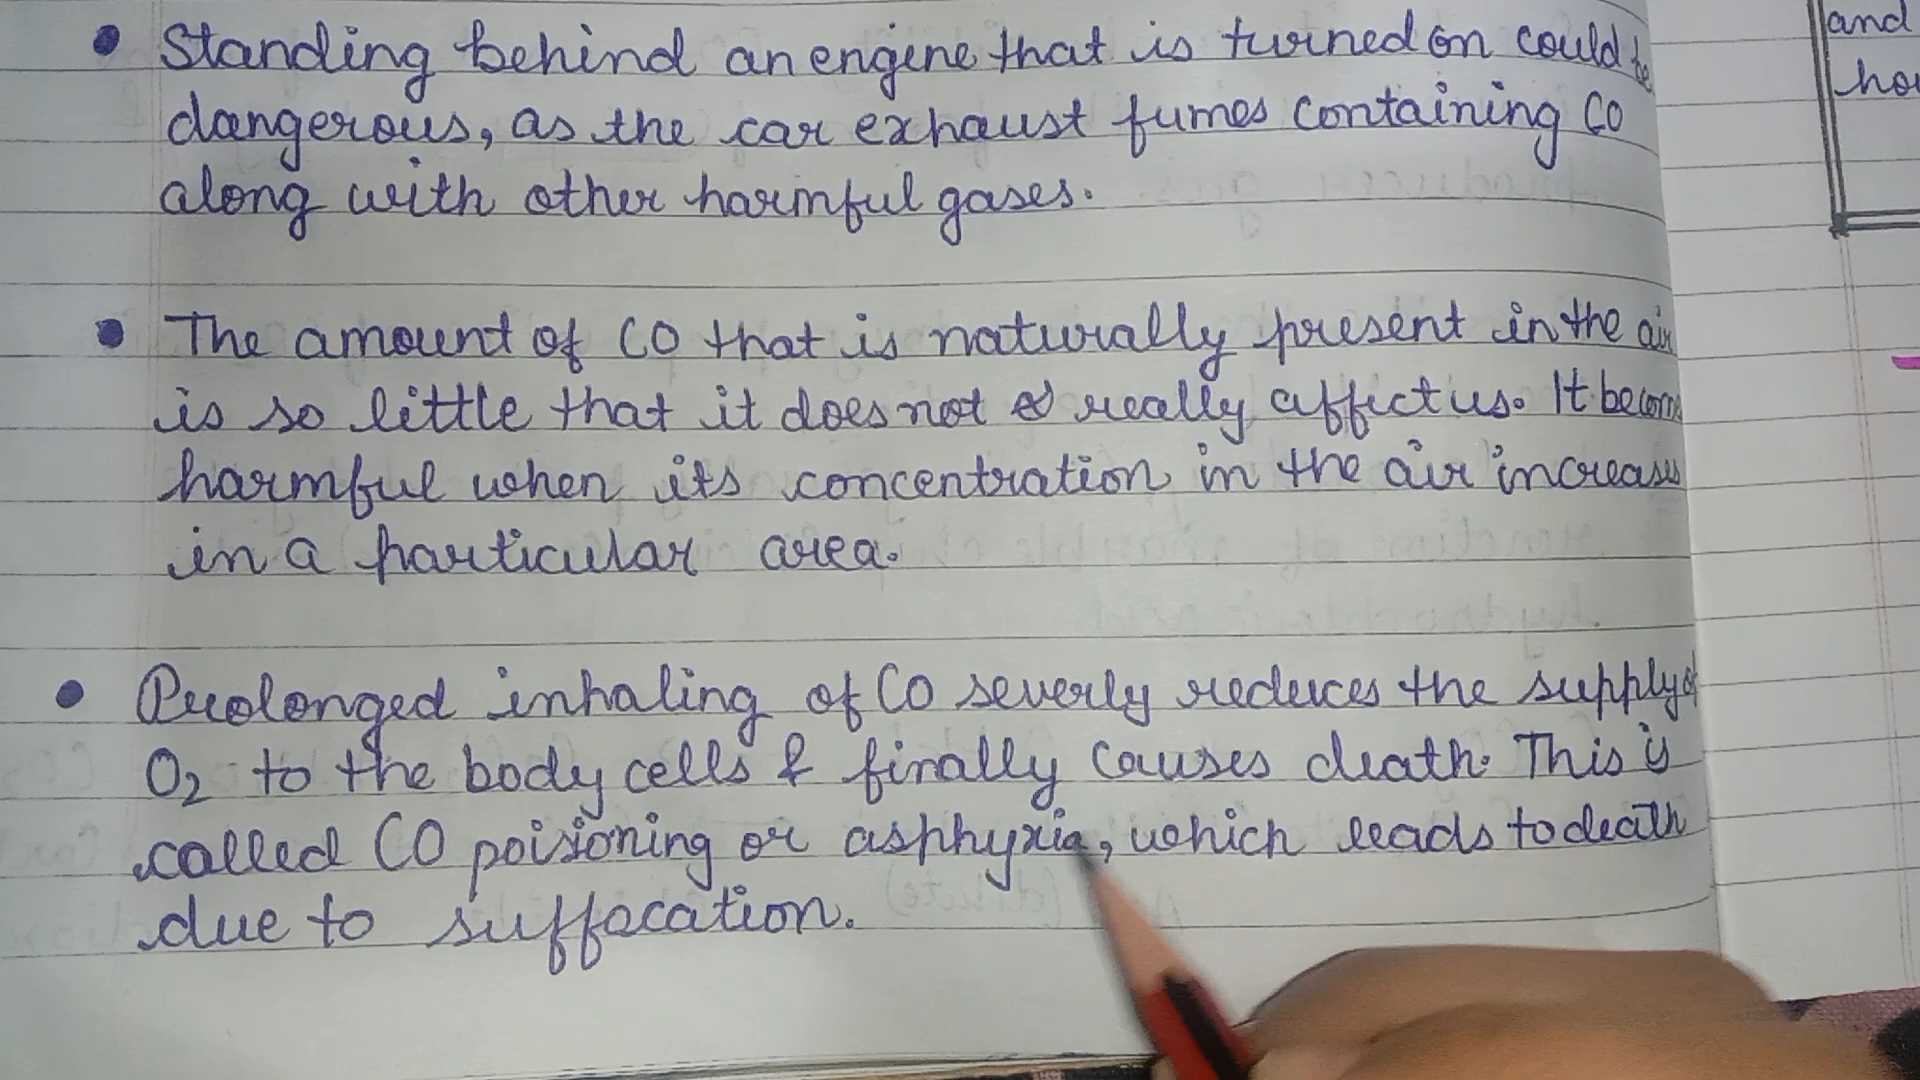 Standing behind an engine that is turned on could be
dangerous, as the car exhaust fumes containing CO
along with other harmful gases.
The amount of CO that is naturally present in the air
is so little that it does not really affect us. It become
harmful when its concentration in the air increases
in a particular area.
Prolonged inhaling of CO severly reduces the supply of
O₂ to the body cells & finally causes death. This is
called CO poisioning or asphyxia, which leads to death
due to suffocation.
and